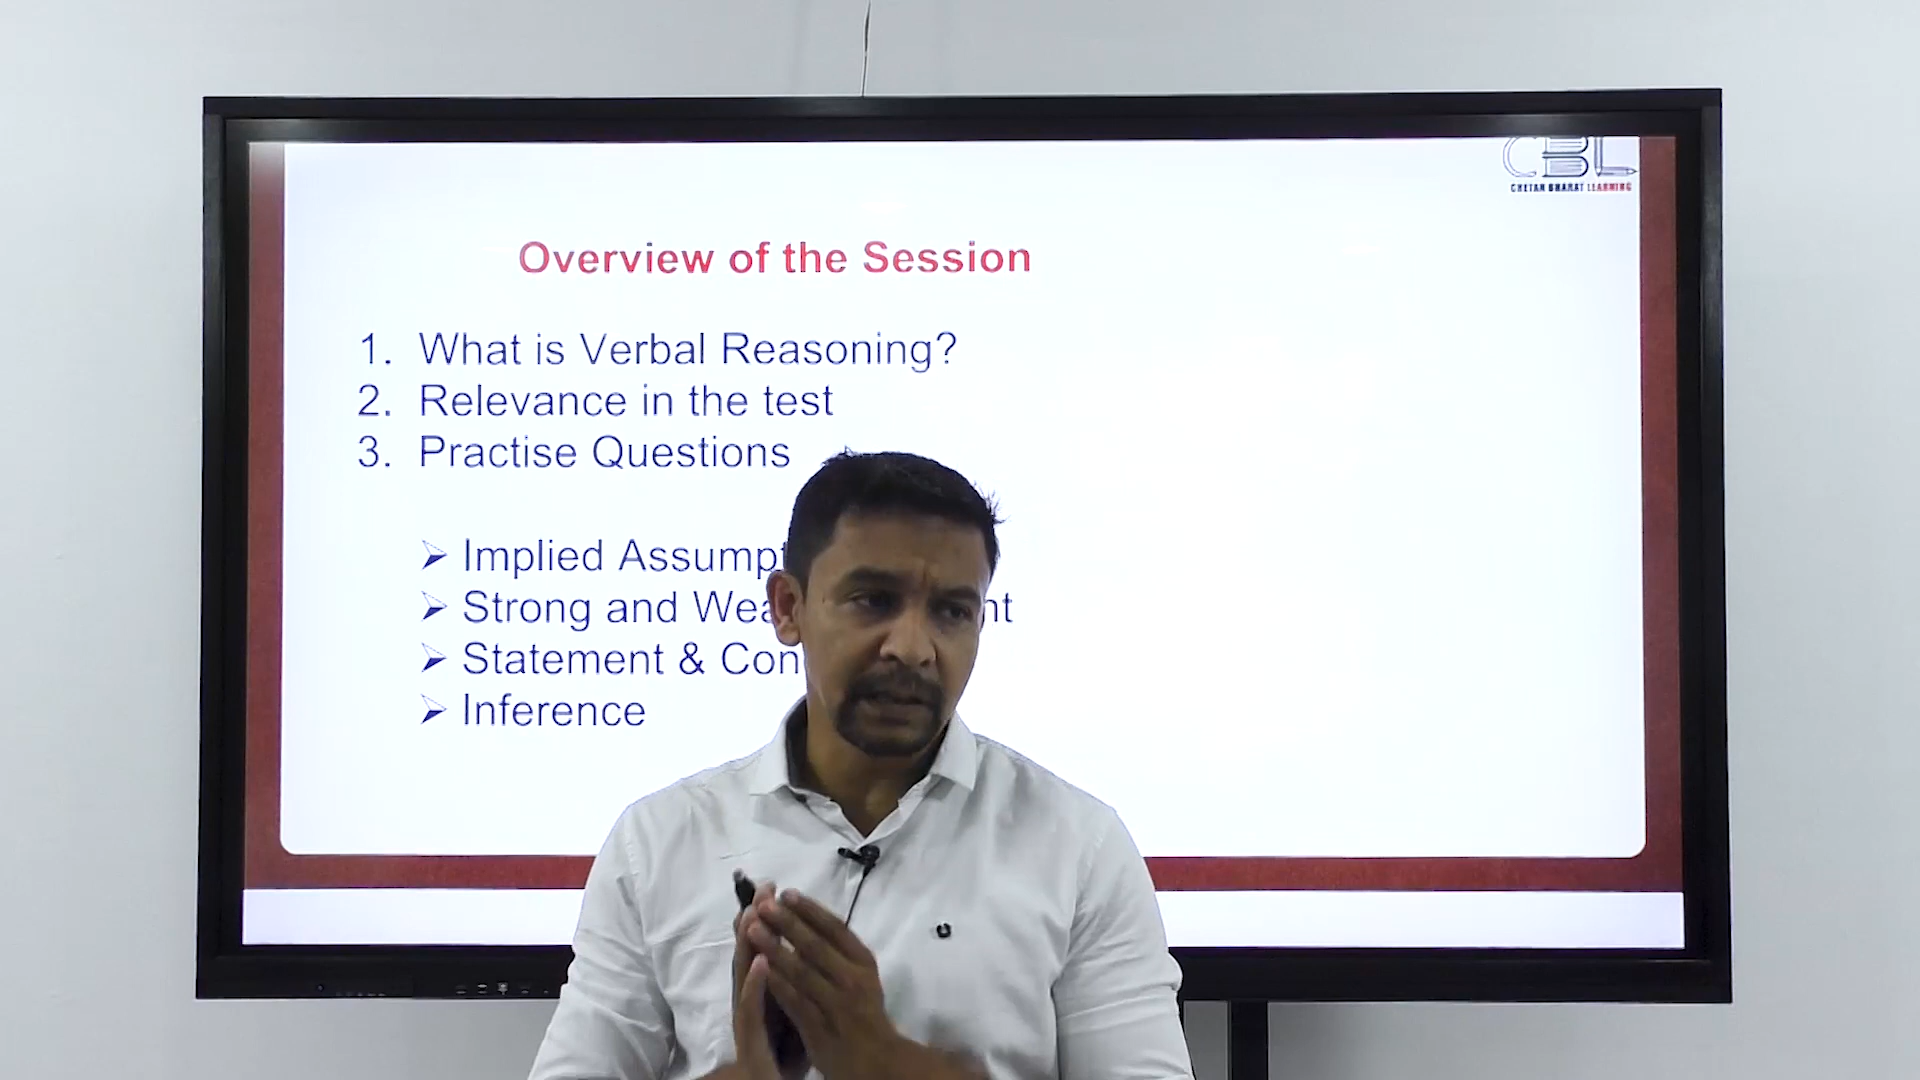 CBL
CHETAN BHARAT LEARNING
Overview of the Session
1. What is Verbal Reasoning?
2. Relevance in the test
3. Practise Questions
➢ Implied Assump
➢ Strong and Wea nt
➢ Statement & Con
➢ Inference